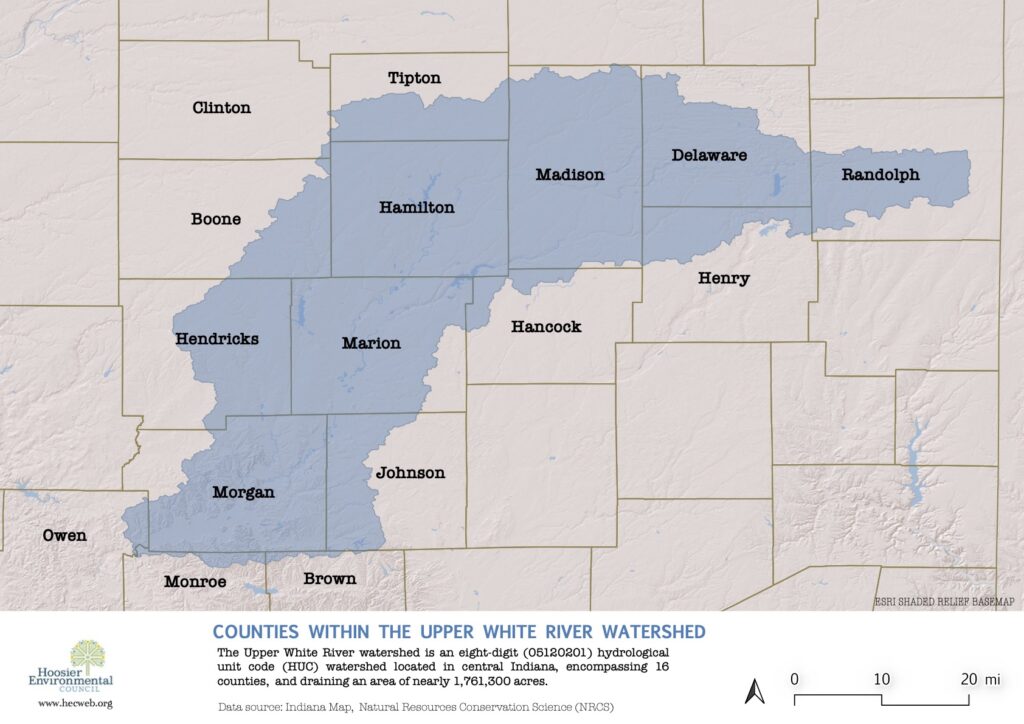 Tipton
Clinton
Delaware
Madison
Randolph
Hamilton
Boone
Henry
Hancock
Hendricks
Marion
Johnson
Morgan
Owen
Monroe
Brown
ESRI SHADED RELIEF BASEMAP
COUNTIES WITHIN THE UPPER WHITE RIVER WATERSHED
The Upper White River watershed is an eight-digit (05120201) hydrological
unit code (HUC) watershed located in central Indiana, encompassing 16
counties, and draining an area of nearly 1,761,300 acres.
Data source: Indiana Map, Natural Resources Conservation Science (NRCS)
Hoosier
Environmental
COUNCIL
www.hecweb.org
0 10 20 mi